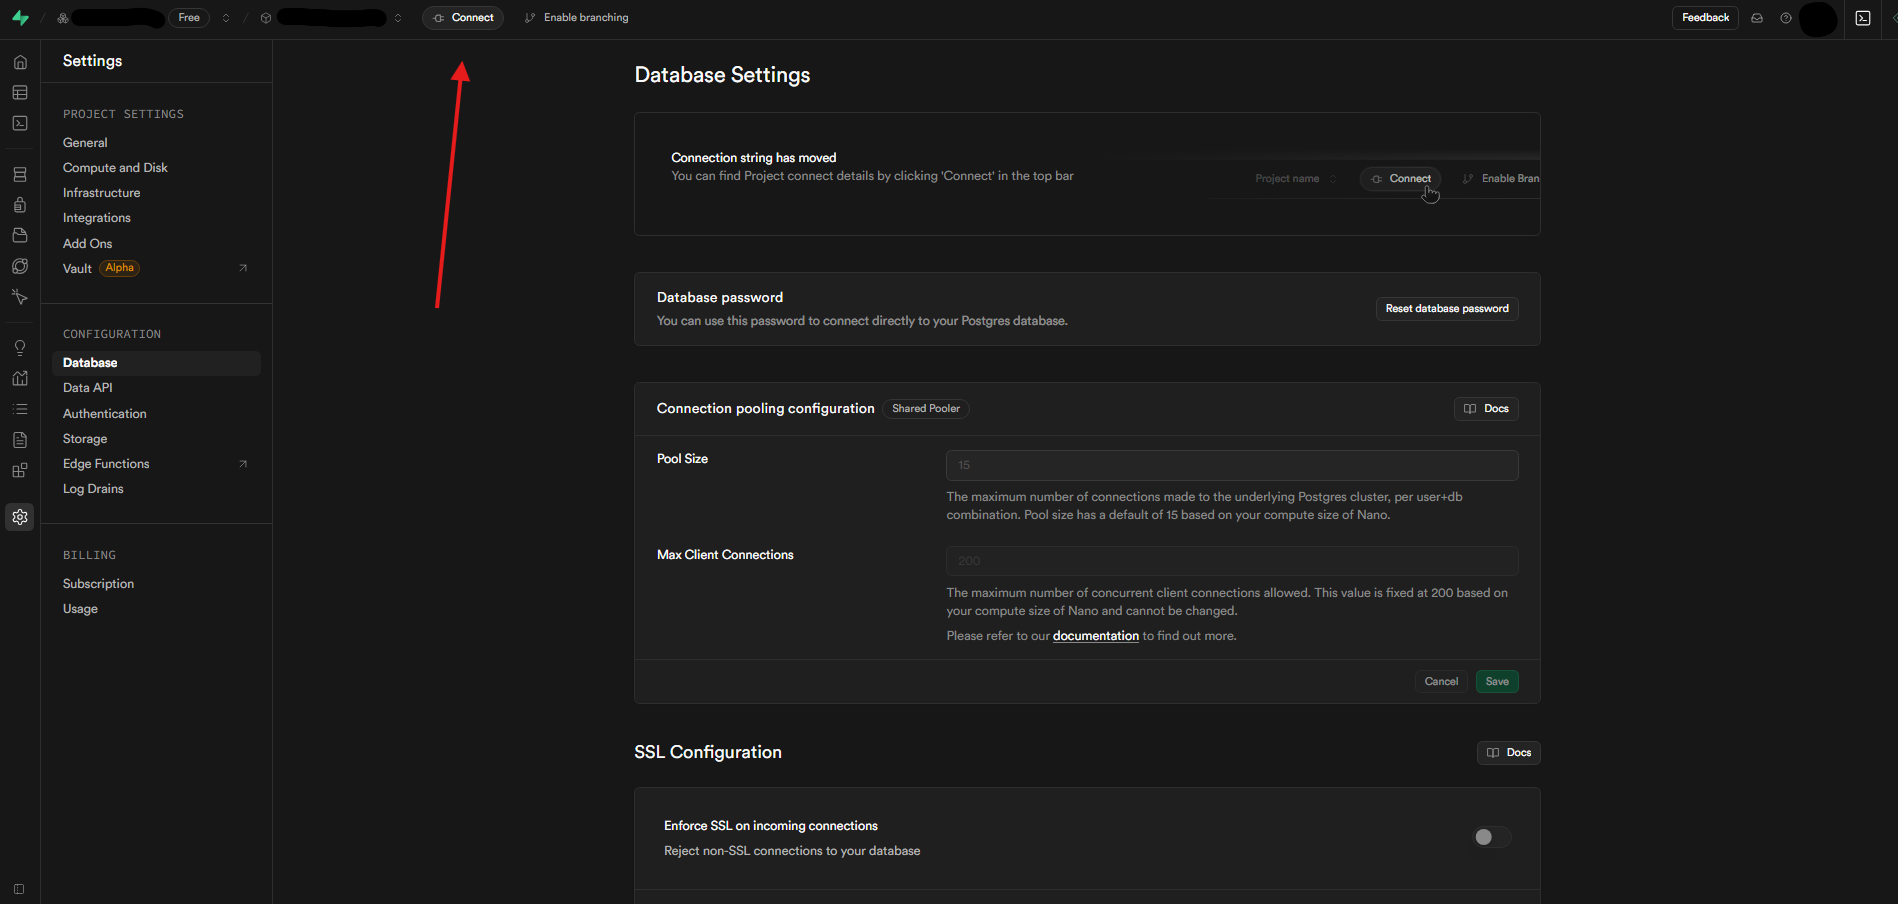 Free
Connect
Enable branching
Feedback
Settings
PROJECT SETTINGS
General
Compute and Disk
Infrastructure
Integrations
Add Ons
Vault Alpha
CONFIGURATION
Database
Data API
Authentication
Storage
Edge Functions
Log Drains
BILLING
Subscription
Usage
Database Settings
Connection string has moved
You can find Project connect details by clicking 'Connect' in the top bar
Project name
Connect
Enable Bran
Database password
You can use this password to connect directly to your Postgres database.
Reset database password
Connection pooling configuration Shared Pooler
Docs
Pool Size
15
The maximum number of connections made to the underlying Postgres cluster, per user+db
combination. Pool size has a default of 15 based on your compute size of Nano.
Max Client Connections
200
The maximum number of concurrent client connections allowed. This value is fixed at 200 based on
your compute size of Nano and cannot be changed.
Please refer to our documentation to find out more.
Cancel
Save
SSL Configuration
Docs
Enforce SSL on incoming connections
Reject non-SSL connections to your database